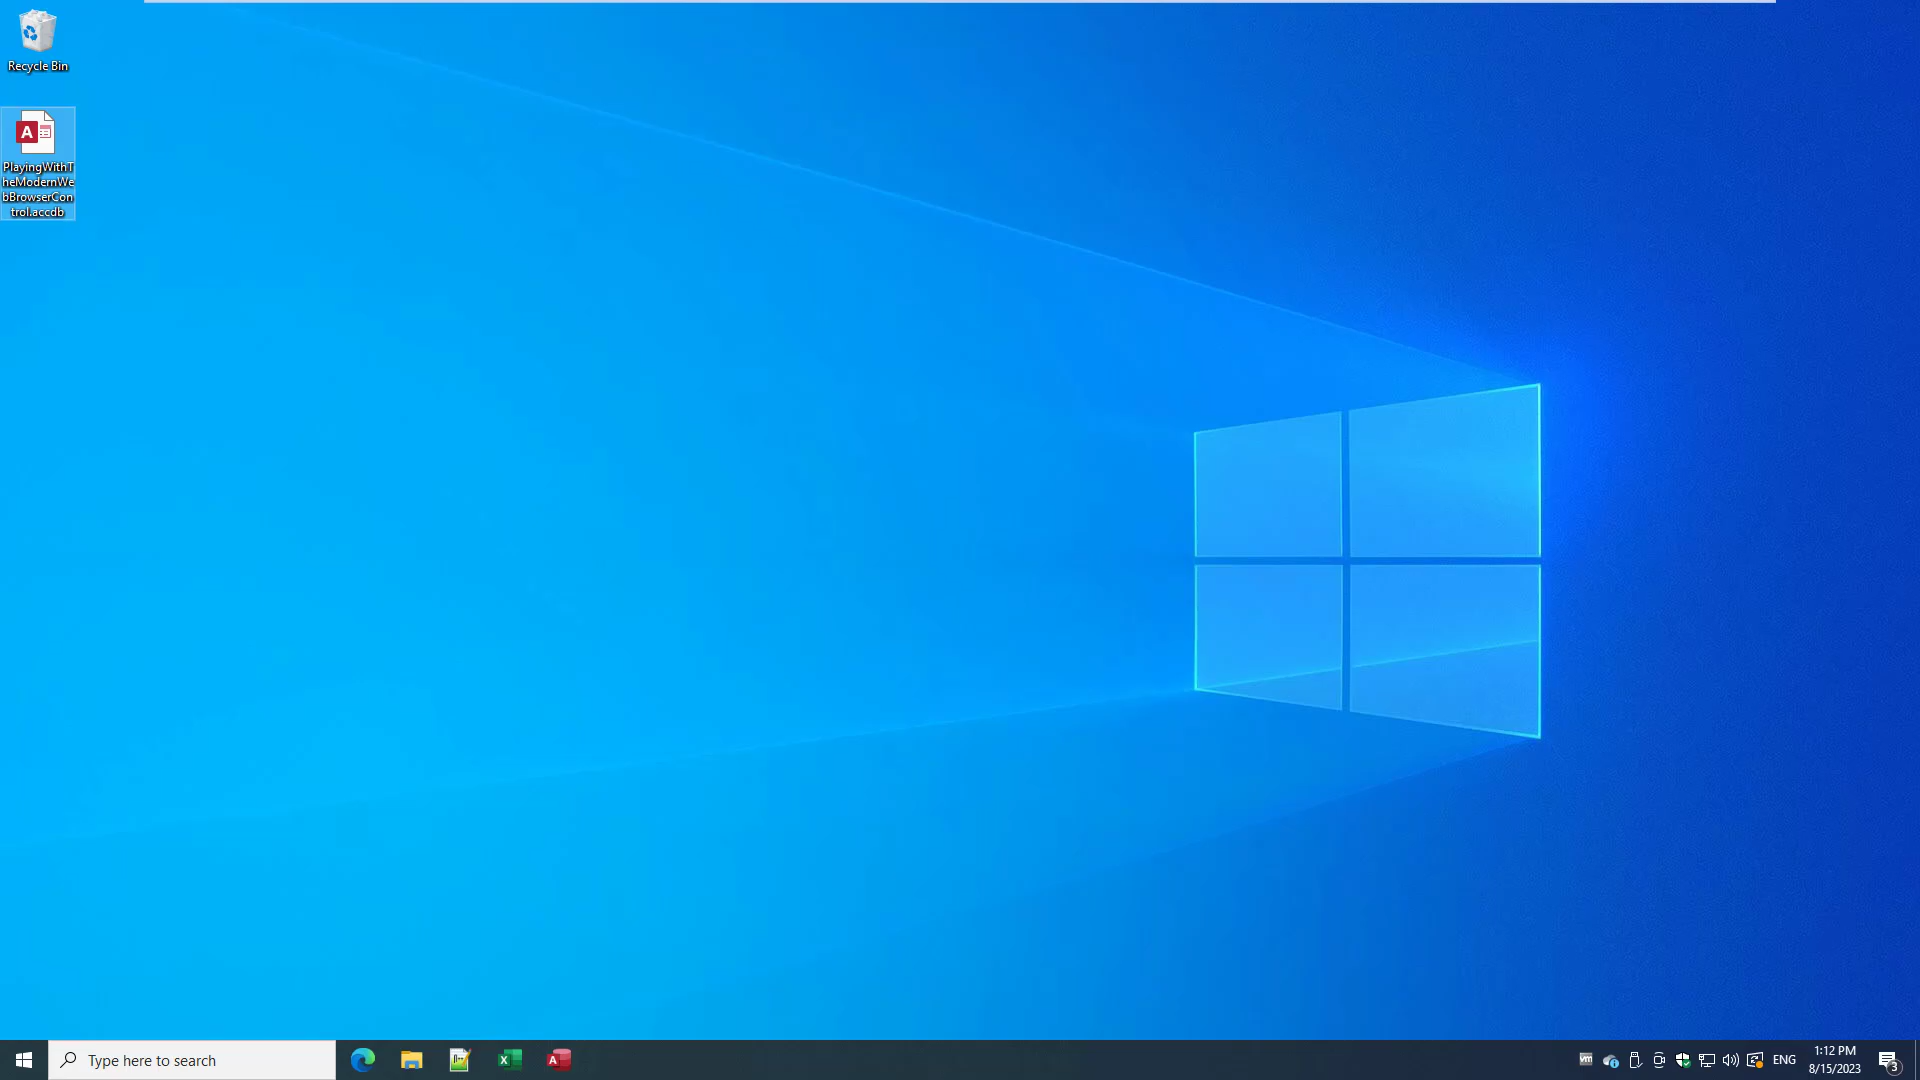 Recycle Bin
PlayingWithT
heModernWe
bBrowserCon
trol.accdb
Type here to search
A
X
A
vm
ENG
1:12 PM
8/15/2023
3